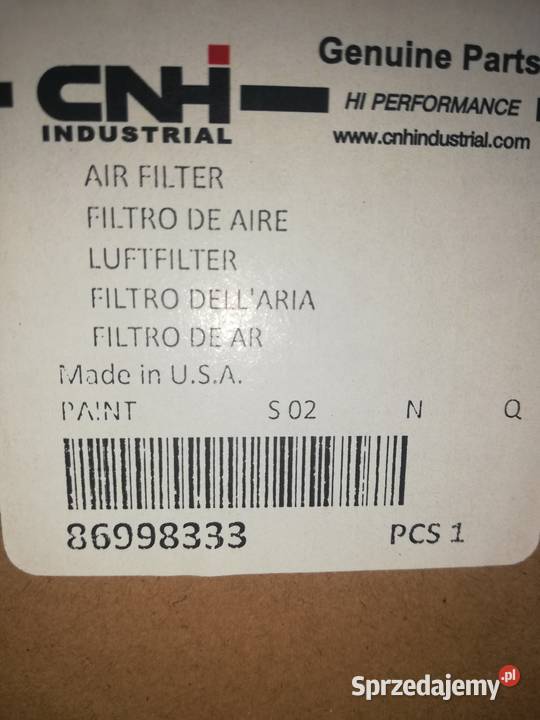 CNH
INDUSTRIAL
Genuine Parts
HI PERFORMANCE
www.cnhindustrial.com
AIR FILTER
FILTRO DE AIRE
LUFTFILTER
FILTRO DELL'ARIA
FILTRO DE AR
Made in U.S.A.
PAINT S 02 N Q
86998333 PCS 1
Sprzedajemy.pl